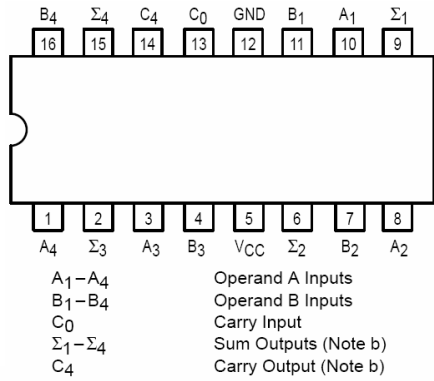 B4 Σ4 C4 C0 GND B1 A1 Σ1
16 15 14 13 12 11 10 9
1 2 3 4 5 6 7 8
A4 Σ3 A3 B3 VCC Σ2 B2 A2
A1–A4 Operand A Inputs
B1–B4 Operand B Inputs
C0 Carry Input
Σ1–Σ4 Sum Outputs (Note b)
C4 Carry Output (Note b)